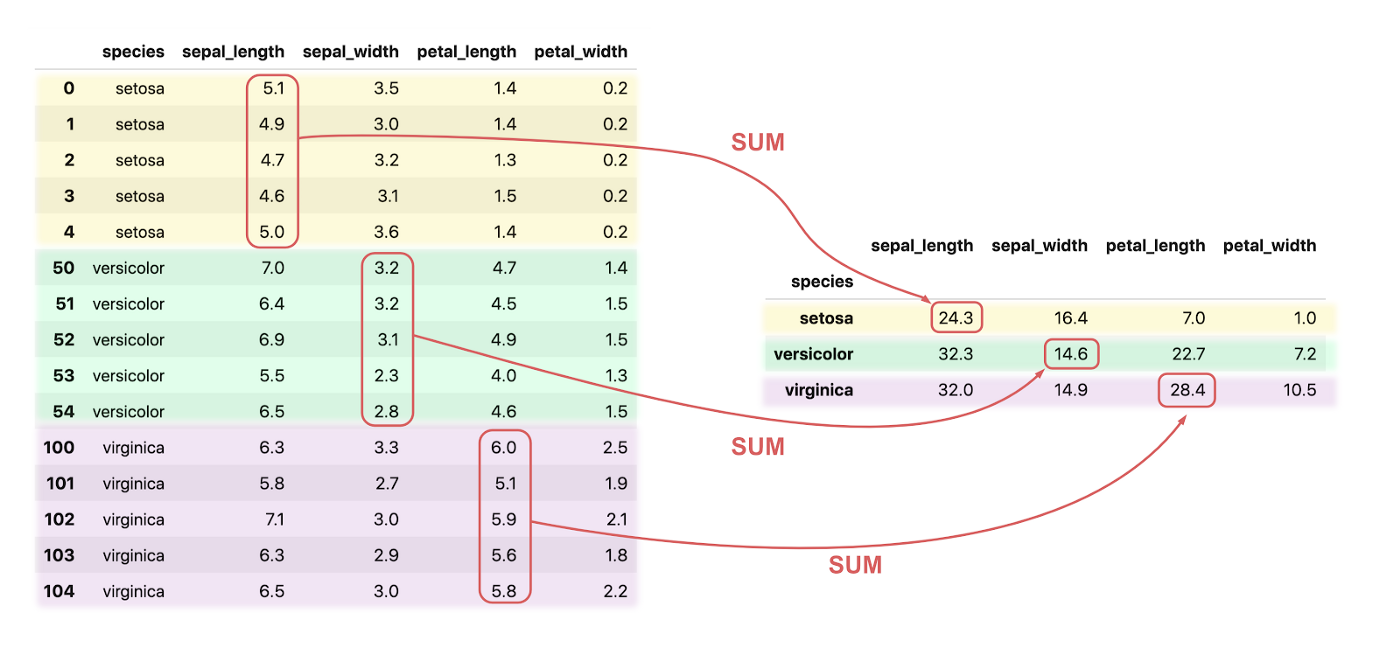 species sepal_length sepal_width petal_length petal_width
0 setosa 5.1 3.5 1.4 0.2
1 setosa 4.9 3.0 1.4 0.2
2 setosa 4.7 3.2 1.3 0.2
3 setosa 4.6 3.1 1.5 0.2
4 setosa 5.0 3.6 1.4 0.2
50 versicolor 7.0 3.2 4.7 1.4
51 versicolor 6.4 3.2 4.5 1.5
52 versicolor 6.9 3.1 4.9 1.5
53 versicolor 5.5 2.3 4.0 1.3
54 versicolor 6.5 2.8 4.6 1.5
100 virginica 6.3 3.3 6.0 2.5
101 virginica 5.8 2.7 5.1 1.9
102 virginica 7.1 3.0 5.9 2.1
103 virginica 6.3 2.9 5.6 1.8
104 virginica 6.5 3.0 5.8 2.2
SUM
SUM
SUM
sepal_length sepal_width petal_length petal_width
species
setosa 24.3 16.4 7.0 1.0
versicolor 32.3 14.6 22.7 7.2
virginica 32.0 14.9 28.4 10.5